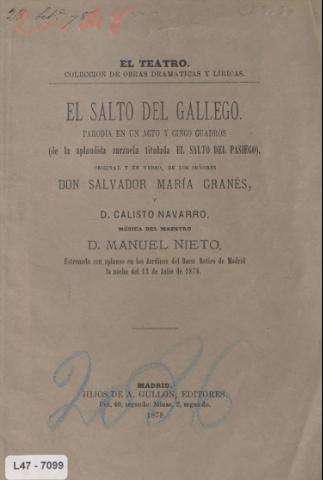 EL TEATRO.
COLECCION DE OBRAS DRAMATICAS Y LÍRICAS.
EL SALTO DEL GALLEGO.
PARODIA EN UN ACTO Y CINCO CUADROS
(de la aplaudida zarzuela titulada EL SALTO DEL PASIEGO),
ORIGINAL Y EN VERSO, DE LOS SEÑORES
DON SALVADOR MARÍA GRANÉS,
Y
D. CALISTO NAVARRO.
MÚSICA DEL MAESTRO
D. MANUEL NIETO.
Estrenada con aplauso en los Jardines del Buen Retiro de Madrid
la noche del 13 de Julio de 1878.
MADRID.
HIJOS DE A. GULLON, EDITORES.
Pez, 40, segundo: Minas, 2, segundo.
1878.
2086
L47 - 7099